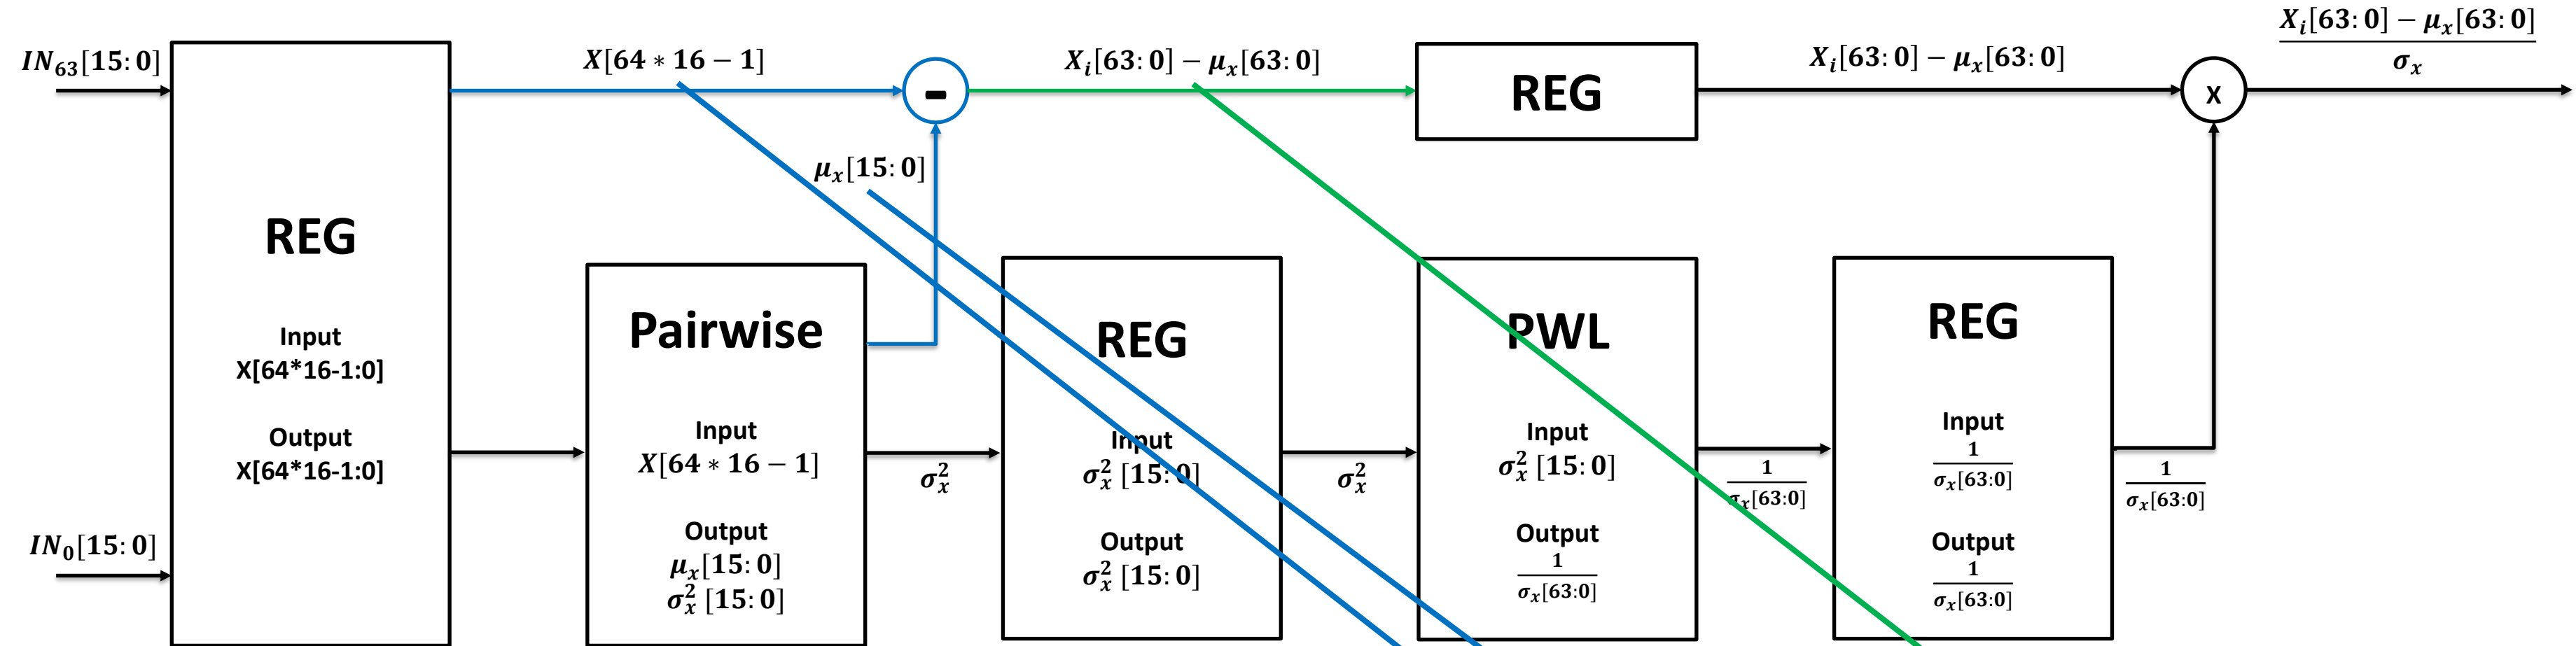 IN₆₃[15:0]
X[64 * 16 − 1]
-
Xᵢ[63:0] − μₓ[63:0]
REG
Xᵢ[63:0] − μₓ[63:0]
x
Xᵢ[63:0] − μₓ[63:0]
σₓ
μₓ[15:0]
REG
Input
X[64*16-1:0]
Output
X[64*16-1:0]
IN₀[15:0]
Pairwise
Input
X[64 * 16 − 1]
Output
μₓ[15:0]
σₓ² [15:0]
σₓ²
REG
Input
σₓ² [15:0]
Output
σₓ² [15:0]
σₓ²
PWL
Input
σₓ² [15:0]
Output
1
σₓ[63:0]
1
σₓ[63:0]
REG
Input
1
σₓ[63:0]
Output
1
σₓ[63:0]
1
σₓ[63:0]